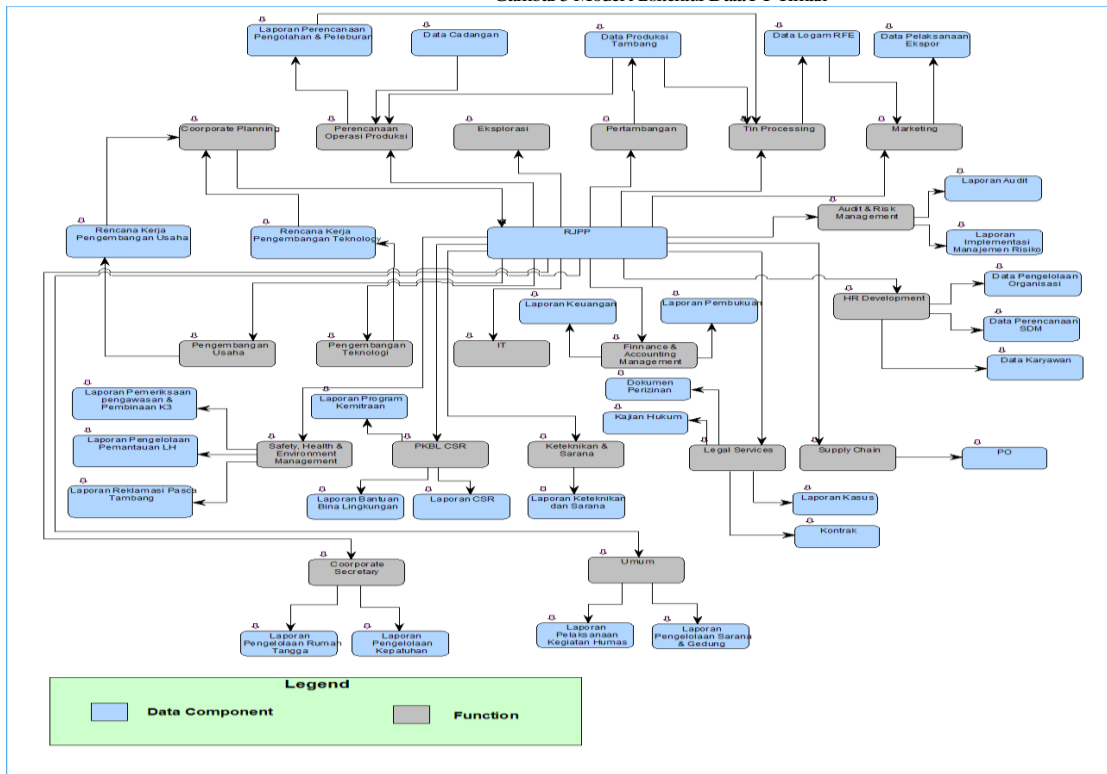 Laporan Perencanaan
Pengolahan & Peleburan
Data Cadangan
Data Produksi
Tambang
Data Logam RFE
Data Pelaksanaan
Ekspor
Coorporate Planning
Perencanaan
Operasi Produksi
Eksplorasi
Pertambangan
Tin Processing
Marketing
Laporan Audit
Audit & Risk
Management
Rencana Kerja
Pengembangan Usaha
Rencana Kerja
Pengembangan Teknology
RJPP
Laporan
Implementasi
Manajemen Risiko
Data Pengelolaan
Organisasi
Laporan Keuangan
Laporan Pembukuan
HR Development
Data Perencanaan
SDM
Pengembangan
Usaha
Pengembangan
Teknologi
IT
Finnance &
Accounting
Management
Data Karyawan
Laporan Pemeriksaan
pengawasan &
Pembinaan K3
Laporan Program
Kemitraan
Dokumen
Perizinan
Kajian Hukum
Laporan Pengelolaan
Pemantauan LH
Safety, Health &
Environment
Management
PKBL CSR
Keteknikan &
Sarana
Legal Services
Supply Chain
PO
Laporan Reklamasi Pasca
Tambang
Laporan Bantuan
Bina Lingkungan
Laporan CSR
Laporan Keteknikan
dan Sarana
Laporan Kasus
Kontrak
Coorporate
Secretary
Umum
Laporan
Pengelolaan Rumah
Tangga
Laporan
Pengelolaan
Kepatuhan
Laporan
Pelaksanaan
Kegiatan Humas
Laporan
Pengelolaan Sarana
& Gedung
Legend
Data Component
Function